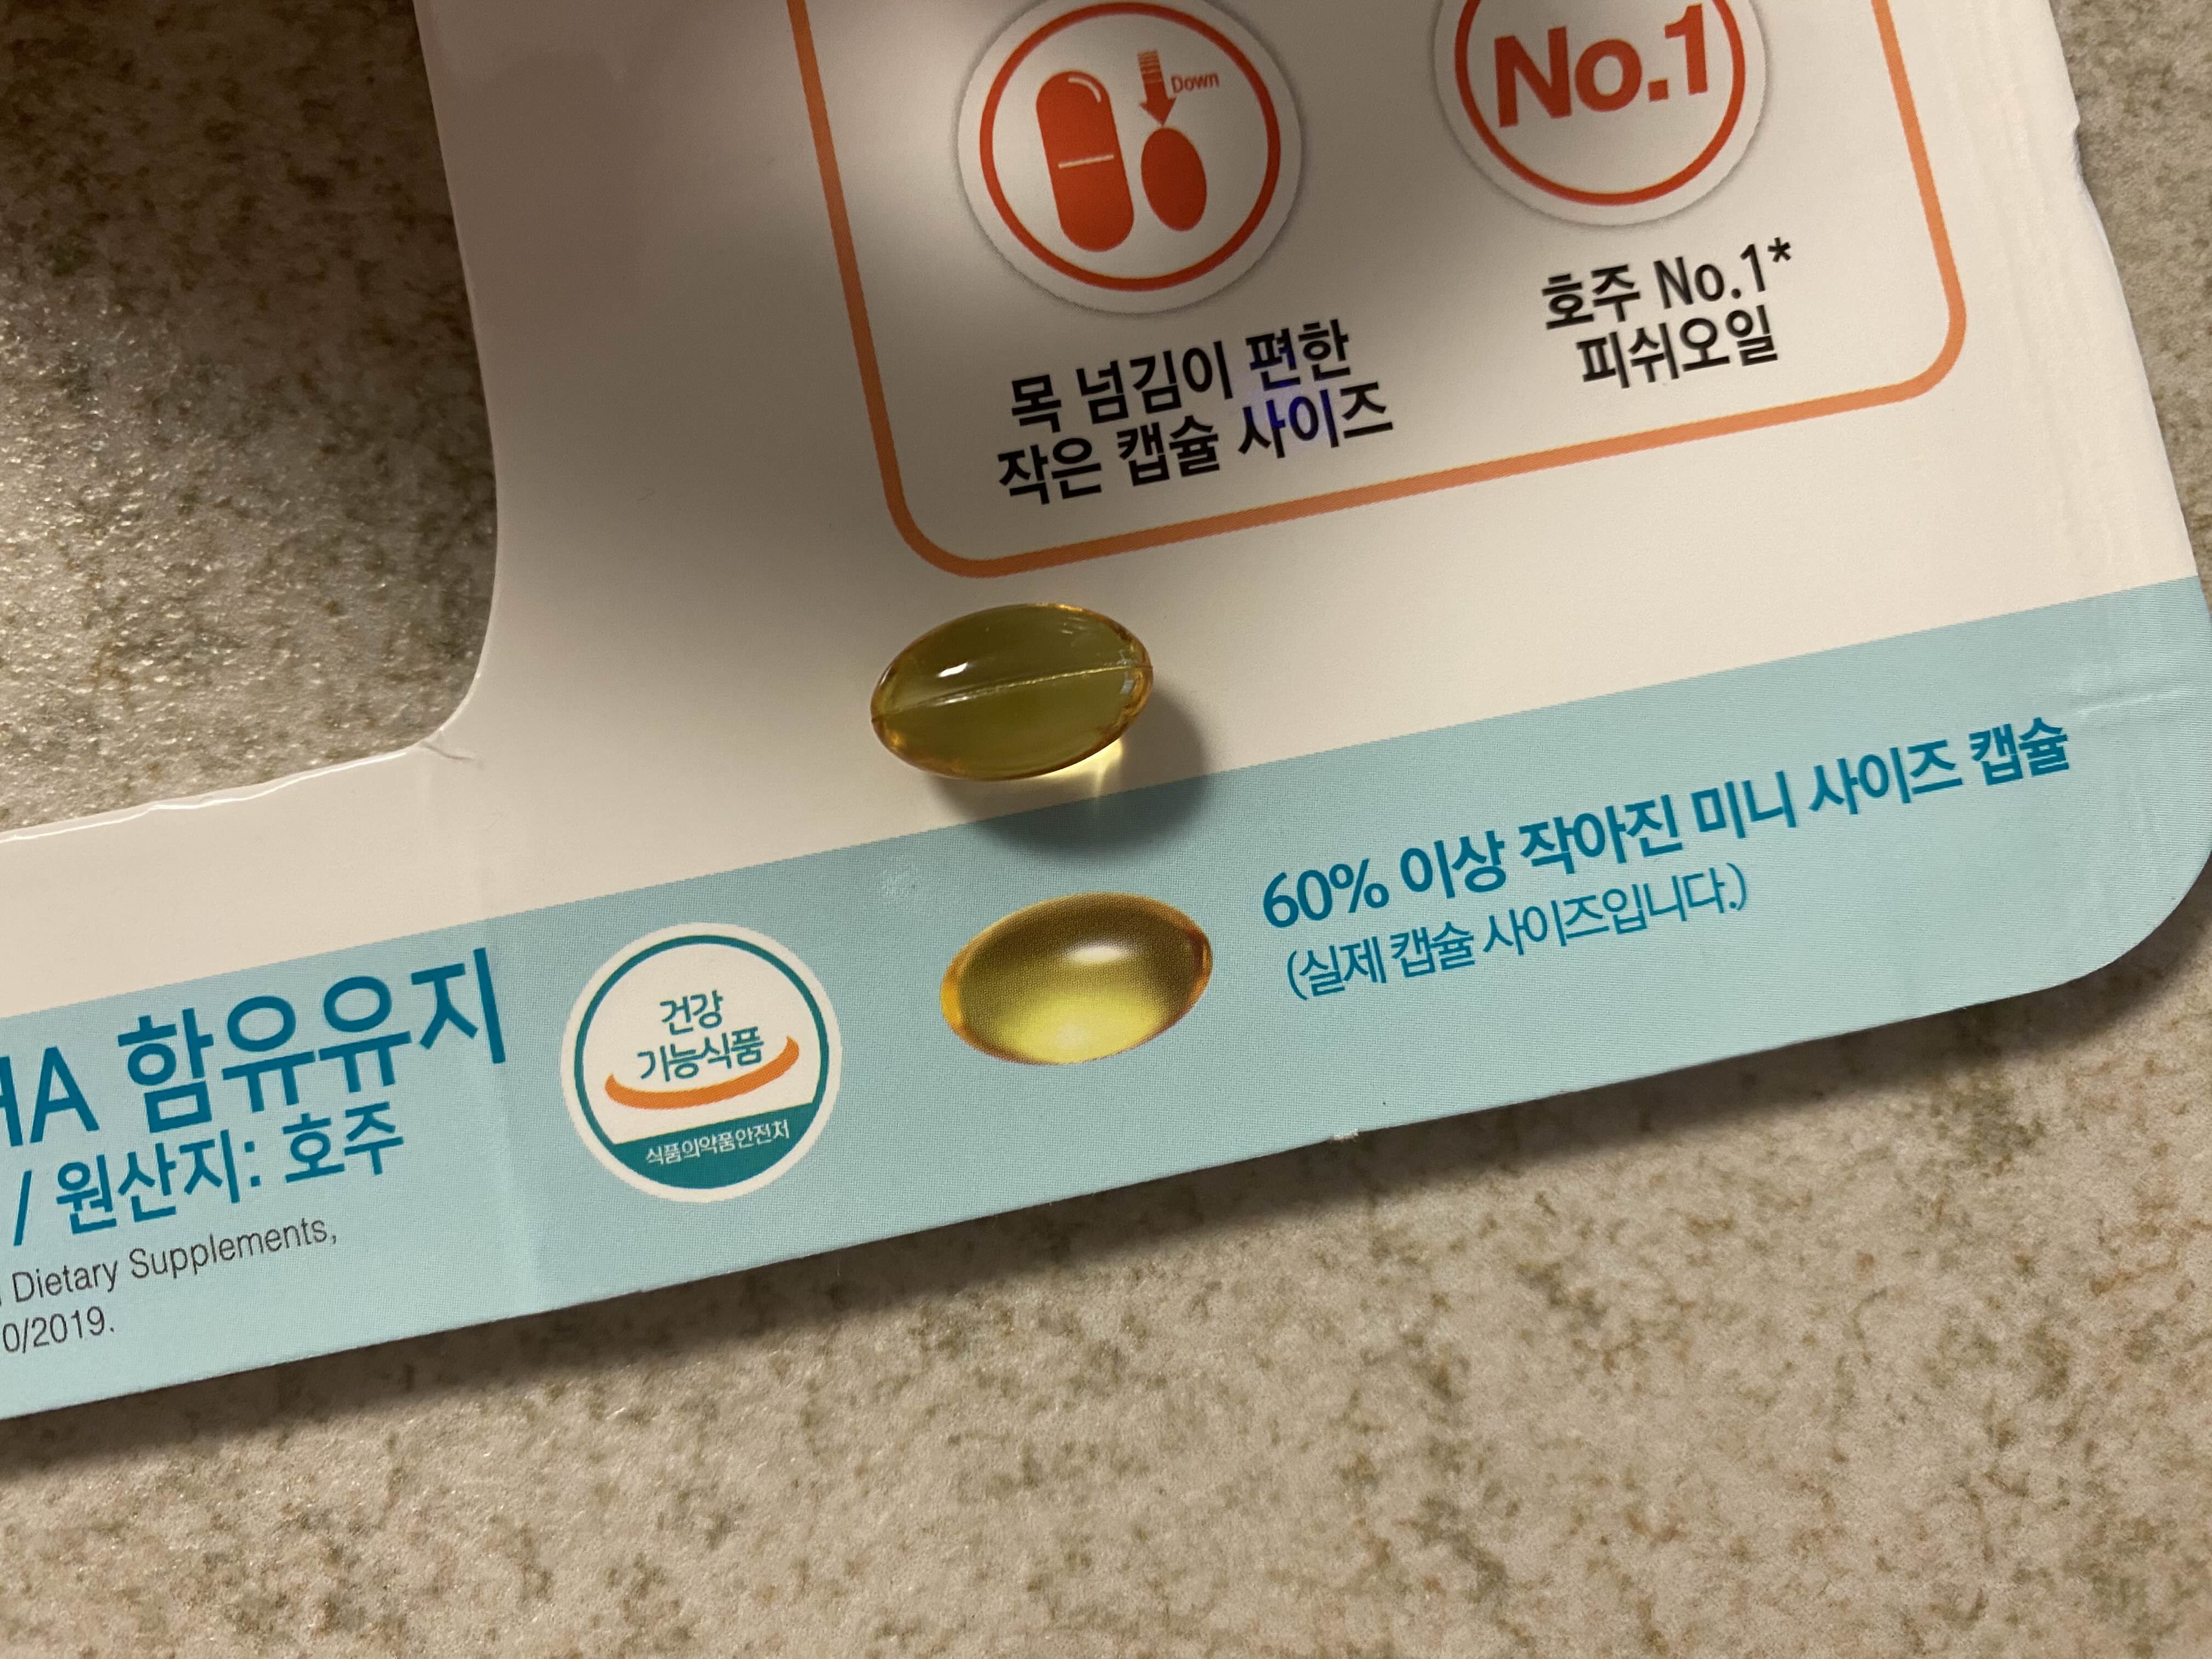 Down
No.1
목 넘김이 편한
작은 캡슐 사이즈
호주 No.1*
피쉬오일
60% 이상 작아진 미니 사이즈 캡슐
(실제 캡슐 사이즈입니다.)
건강
기능식품
식품의약품안전처
HA 함유유지
/ 원산지: 호주
Dietary Supplements,
0/2019.